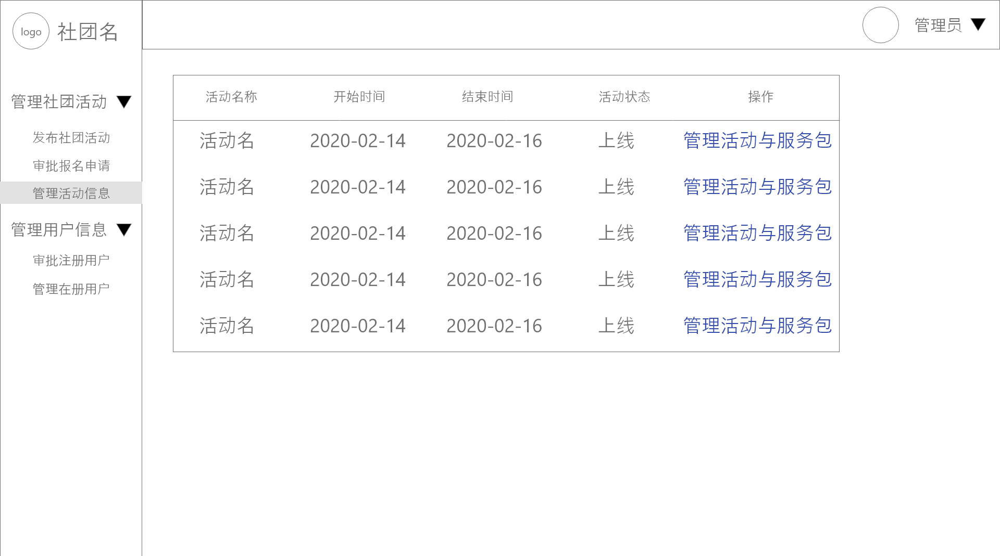 logo 社团名
管理员
管理社团活动
发布社团活动
审批报名申请
管理活动信息
管理用户信息
审批注册用户
管理在册用户
活动名称 开始时间 结束时间 活动状态 操作
活动名 2020-02-14 2020-02-16 上线 管理活动与服务包
活动名 2020-02-14 2020-02-16 上线 管理活动与服务包
活动名 2020-02-14 2020-02-16 上线 管理活动与服务包
活动名 2020-02-14 2020-02-16 上线 管理活动与服务包
活动名 2020-02-14 2020-02-16 上线 管理活动与服务包